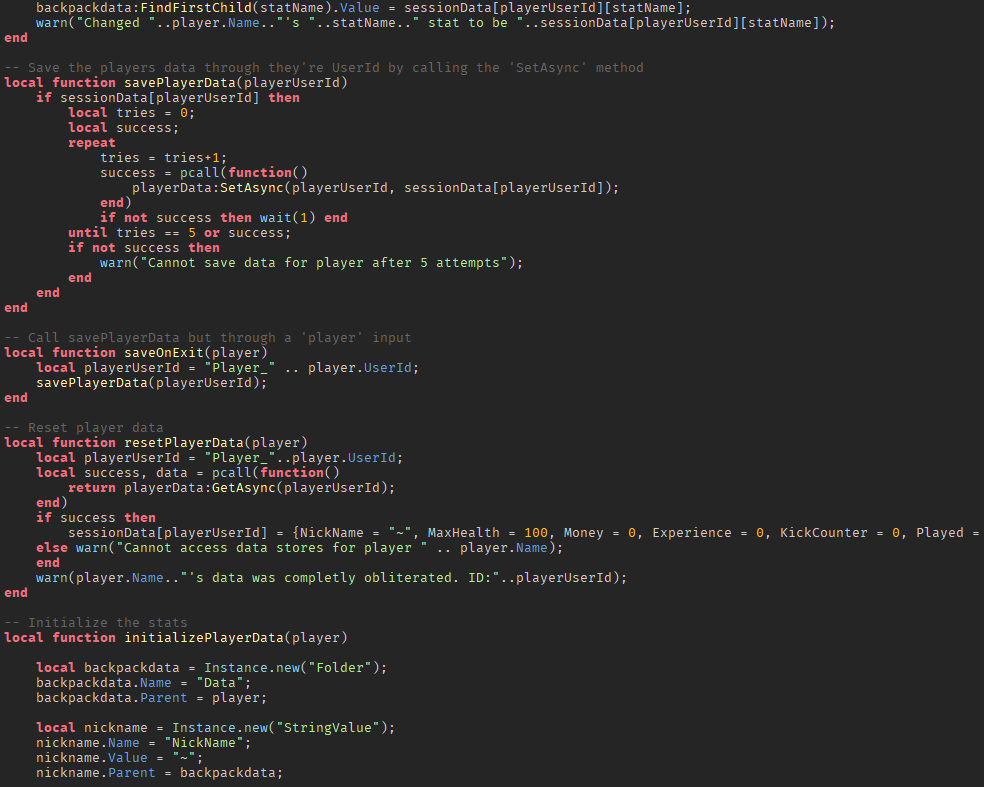 backpackdata:FindFirstChild(statName).Value = sessionData[playerUserId][statName];
    warn("Changed "..player.Name.."'s "..statName.." stat to be "..sessionData[playerUserId][statName]);
end

-- Save the players data through they're UserId by calling the 'SetAsync' method
local function savePlayerData(playerUserId)
    if sessionData[playerUserId] then
        local tries = 0;
        local success;
        repeat
            tries = tries+1;
            success = pcall(function()
                playerData:SetAsync(playerUserId, sessionData[playerUserId]);
            end)
            if not success then wait(1) end
        until tries == 5 or success;
        if not success then
            warn("Cannot save data for player after 5 attempts");
        end
    end
end

-- Call savePlayerData but through a 'player' input
local function saveOnExit(player)
    local playerUserId = "Player_" .. player.UserId;
    savePlayerData(playerUserId);
end

-- Reset player data
local function resetPlayerData(player)
    local playerUserId = "Player_"..player.UserId;
    local success, data = pcall(function()
        return playerData:GetAsync(playerUserId);
    end)
    if success then
        sessionData[playerUserId] = {NickName = "~", MaxHealth = 100, Money = 0, Experience = 0, KickCounter = 0, Played =
    else warn("Cannot access data stores for player " .. player.Name);
    end
    warn(player.Name.."'s data was completly obliterated. ID:"..playerUserId);
end

-- Initialize the stats
local function initializePlayerData(player)

    local backpackdata = Instance.new("Folder");
    backpackdata.Name = "Data";
    backpackdata.Parent = player;

    local nickname = Instance.new("StringValue");
    nickname.Name = "NickName";
    nickname.Value = "~";
    nickname.Parent = backpackdata;